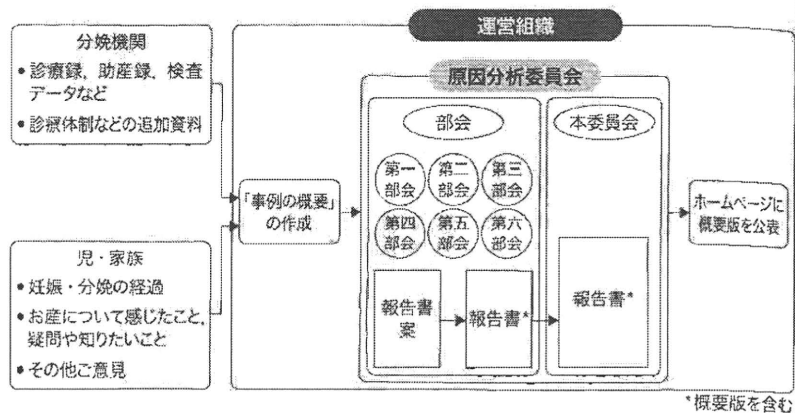 運営組織
分娩機関
• 診療録，助産録，検査
データなど
• 診療体制などの追加資料
児・家族
• 妊娠・分娩の経過
• お産について感じたこと，
疑問や知りたいこと
• その他ご意見
「事例の概要」
の作成
原因分析委員会
部会
第一
部会
第二
部会
第三
部会
第四
部会
第五
部会
第六
部会
報告書
案
報告書*
本委員会
報告書*
ホームページに
概要版を公表
*概要版を含む